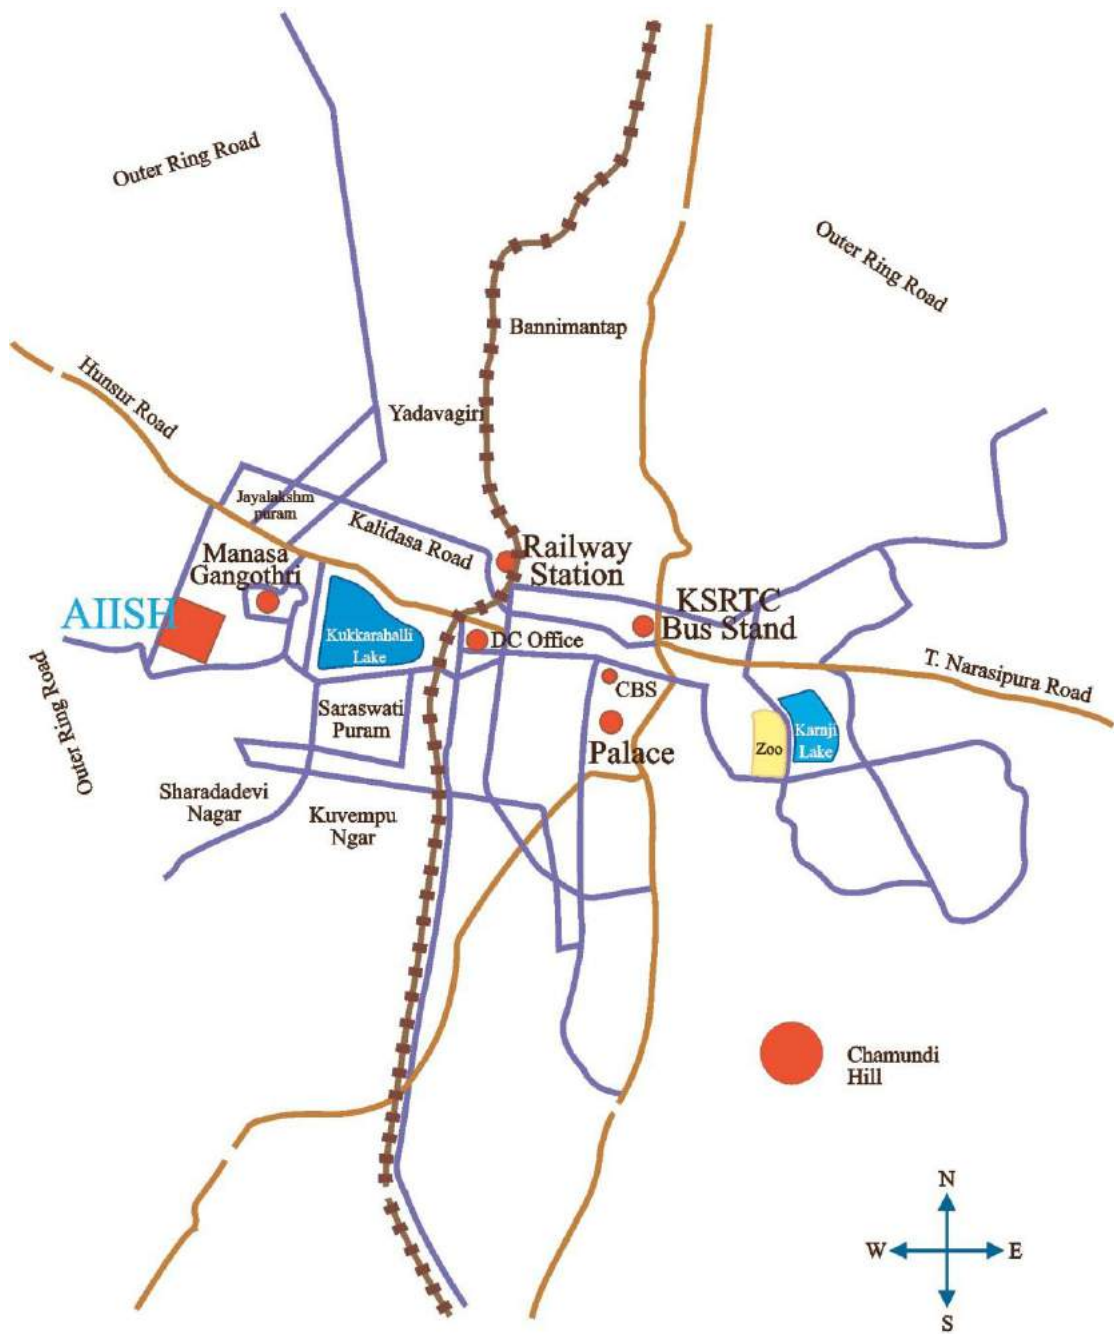 Outer Ring Road
Outer Ring Road
Bannimantap
Hunsur Road
Yadavagiri
Jayalakshm
puram
Kalidasa Road
Railway
Station
Manasa
Gangothri
AIISH
KSRTC
Bus Stand
Kukkarahalli
Lake
DC Office
T. Narasipura Road
Outer Ring Road
CBS
Saraswati
Puram
Karaji
Lake
Zoo
Palace
Sharadadevi
Nagar
Kuvempu
Ngar
Chamundi
Hill
N
W
E
S